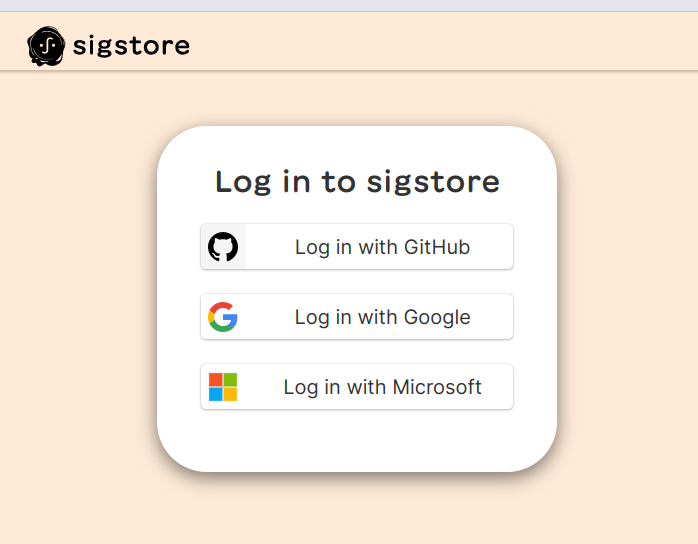 sigstore
Log in to sigstore
Log in with GitHub
Log in with Google
Log in with Microsoft